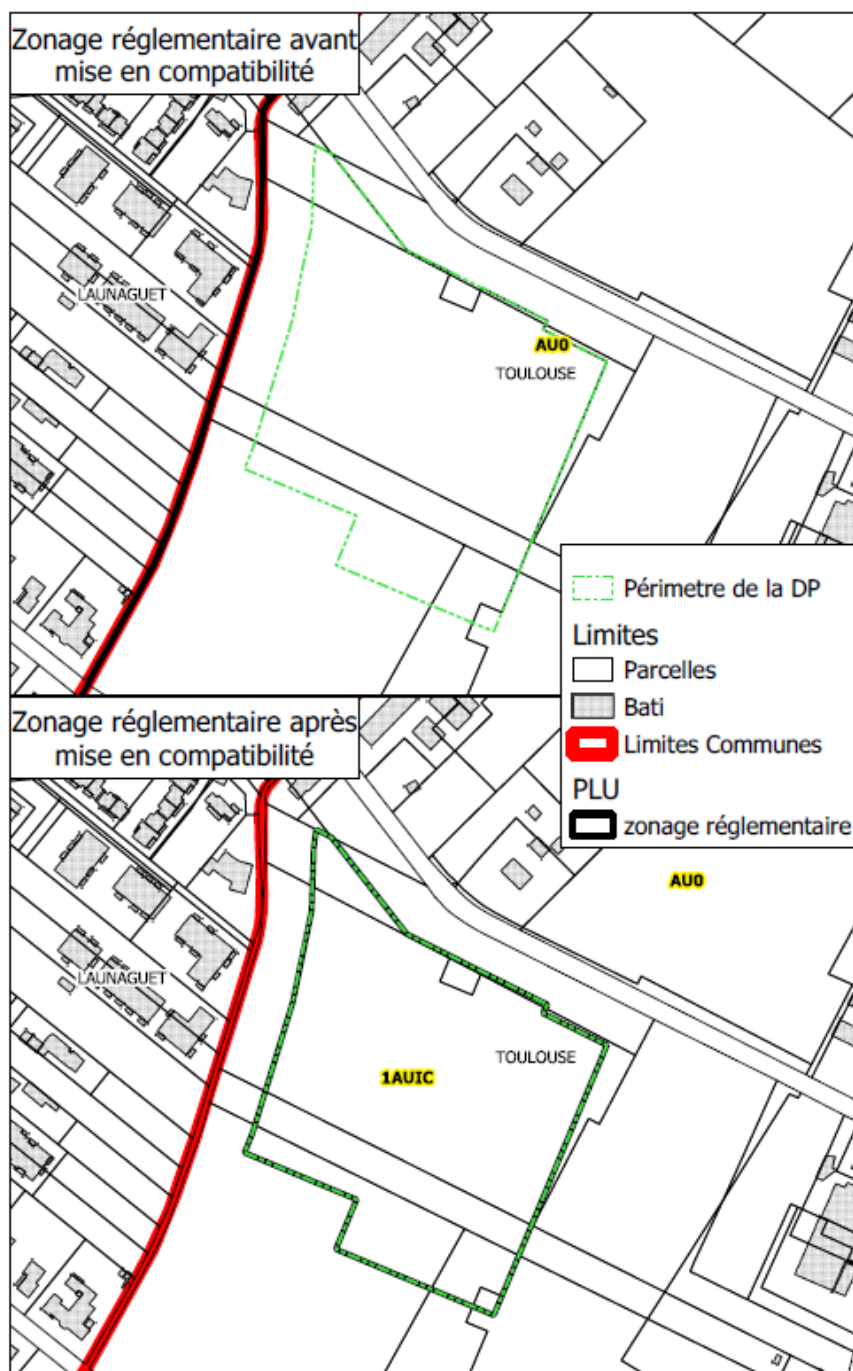 Zonage réglementaire avant
mise en compatibilité
LAUNAGUET
AU0
TOULOUSE
Périmetre de la DP
Limites
Parcelles
Bati
Limites Communes
PLU
zonage réglementaire
Zonage réglementaire après
mise en compatibilité
AU0
LAUNAGUET
TOULOUSE
1AUIC